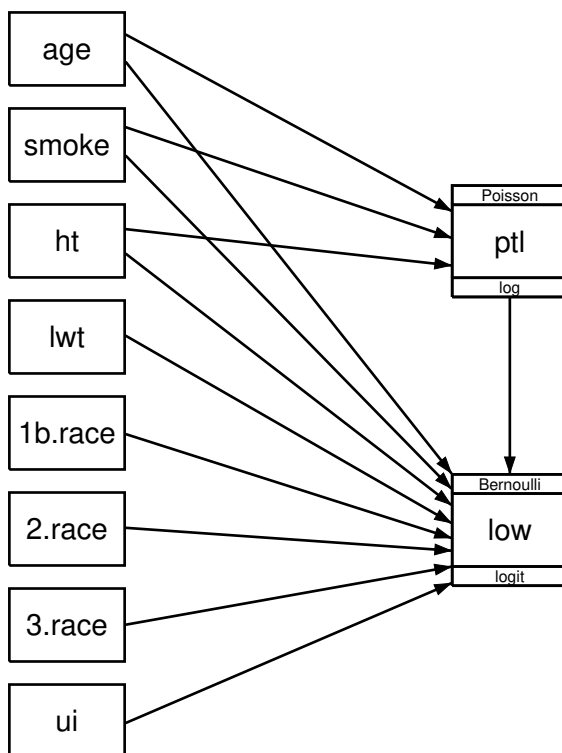 age
smoke
ht
lwt
1b.race
2.race
3.race
ui
Poisson
ptl
log
Bernoulli
low
logit